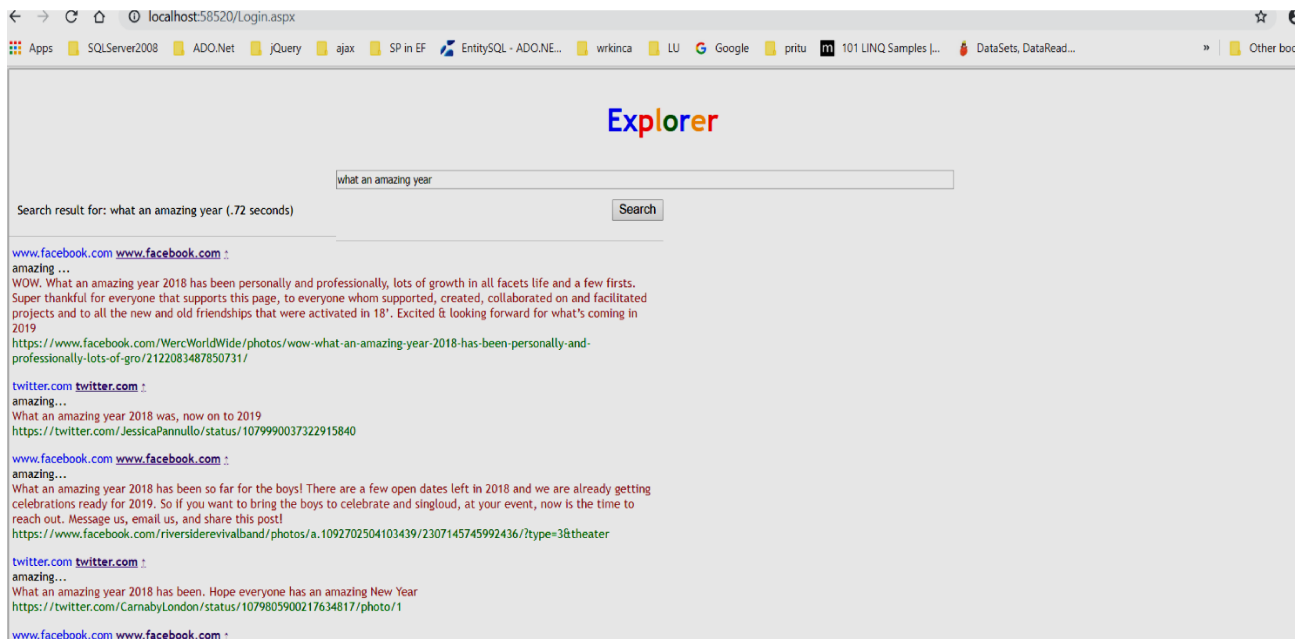 localhost:58520/Login.aspx
Apps SQLServer2008 ADO.Net jQuery ajax SP in EF EntitySQL - ADO.NE... wrkinca LU G Google pritu m 101 LINQ Samples |... DataSets, DataRead... » Other boo
Explorer
what an amazing year
Search result for: what an amazing year (.72 seconds) Search
www.facebook.com www.facebook.com ↑
amazing ...
WOW. What an amazing year 2018 has been personally and professionally, lots of growth in all facets life and a few firsts.
Super thankful for everyone that supports this page, to everyone whom supported, created, collaborated on and facilitated
projects and to all the new and old friendships that were activated in 18'. Excited & looking forward for what's coming in
2019
https://www.facebook.com/WercWorldWide/photos/wow-what-an-amazing-year-2018-has-been-personally-and-
professionally-lots-of-gro/2122083487850731/
twitter.com twitter.com ↑
amazing...
What an amazing year 2018 was, now on to 2019
https://twitter.com/JessicaPannullo/status/1079990037322915840
www.facebook.com www.facebook.com ↑
amazing...
What an amazing year 2018 has been so far for the boys! There are a few open dates left in 2018 and we are already getting
celebrations ready for 2019. So if you want to bring the boys to celebrate and singloud, at your event, now is the time to
reach out. Message us, email us, and share this post!
https://www.facebook.com/riversiderevivalband/photos/a.1092702504103439/2307145745992436/?type=3&theater
twitter.com twitter.com ↑
amazing...
What an amazing year 2018 has been. Hope everyone has an amazing New Year
https://twitter.com/CarnabyLondon/status/1079805900217634817/photo/1
www.facebook.com www.facebook.com ↑